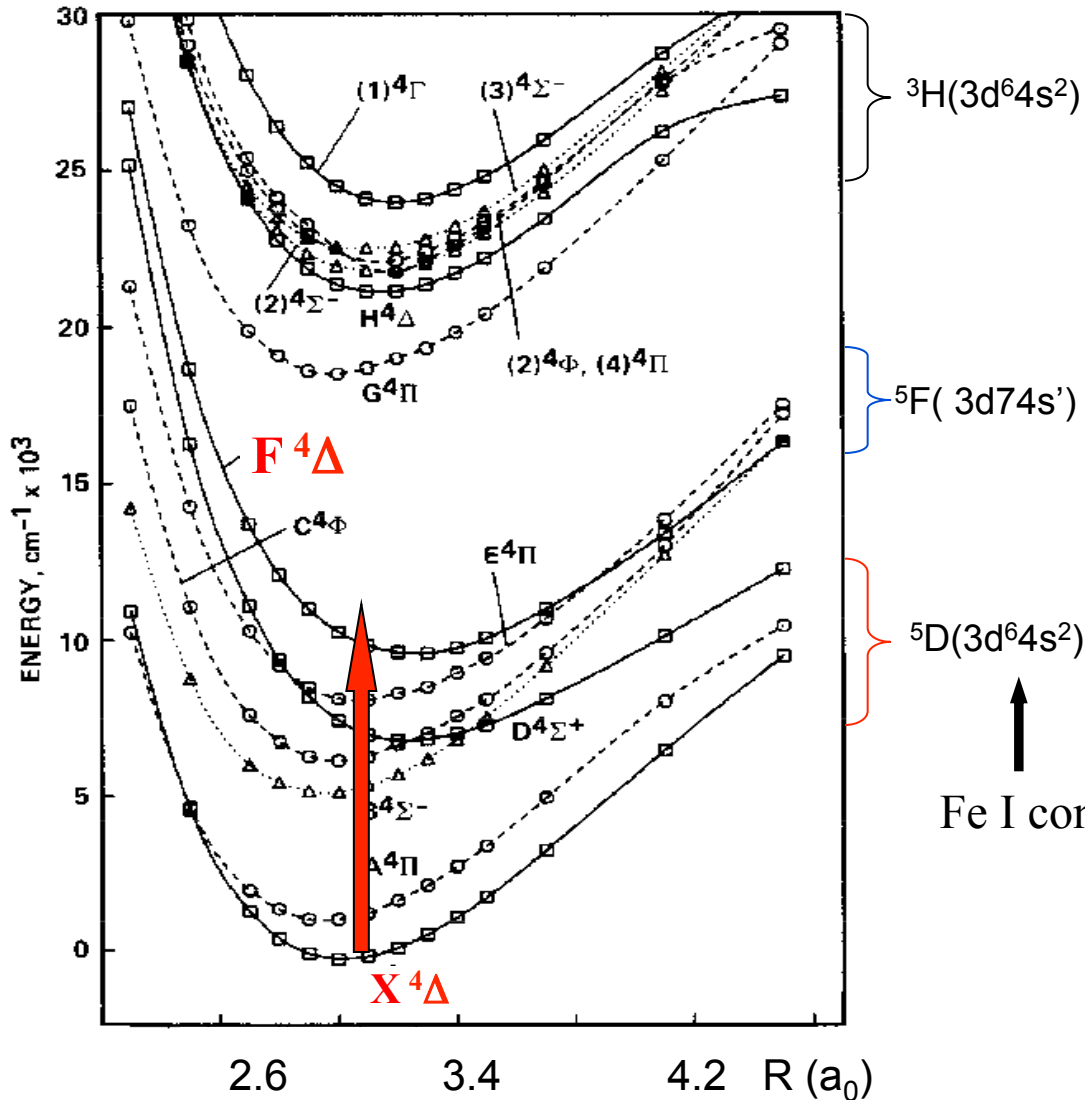 30
25
20
15
10
5
0
ENERGY, cm⁻¹ x 10³
(1)⁴Γ
(3)⁴Σ⁻
(2)⁴Σ⁻
H⁴Δ
(2)⁴Φ, (4)⁴Π
G⁴Π
F ⁴Δ
C⁴Φ
E⁴Π
D⁴Σ⁺
⁴Σ⁻
A⁴Π
X ⁴Δ
2.6 3.4 4.2 R (a₀)
³H(3d⁶4s²)
⁵F( 3d74s’)
⁵D(3d⁶4s²)
Fe I